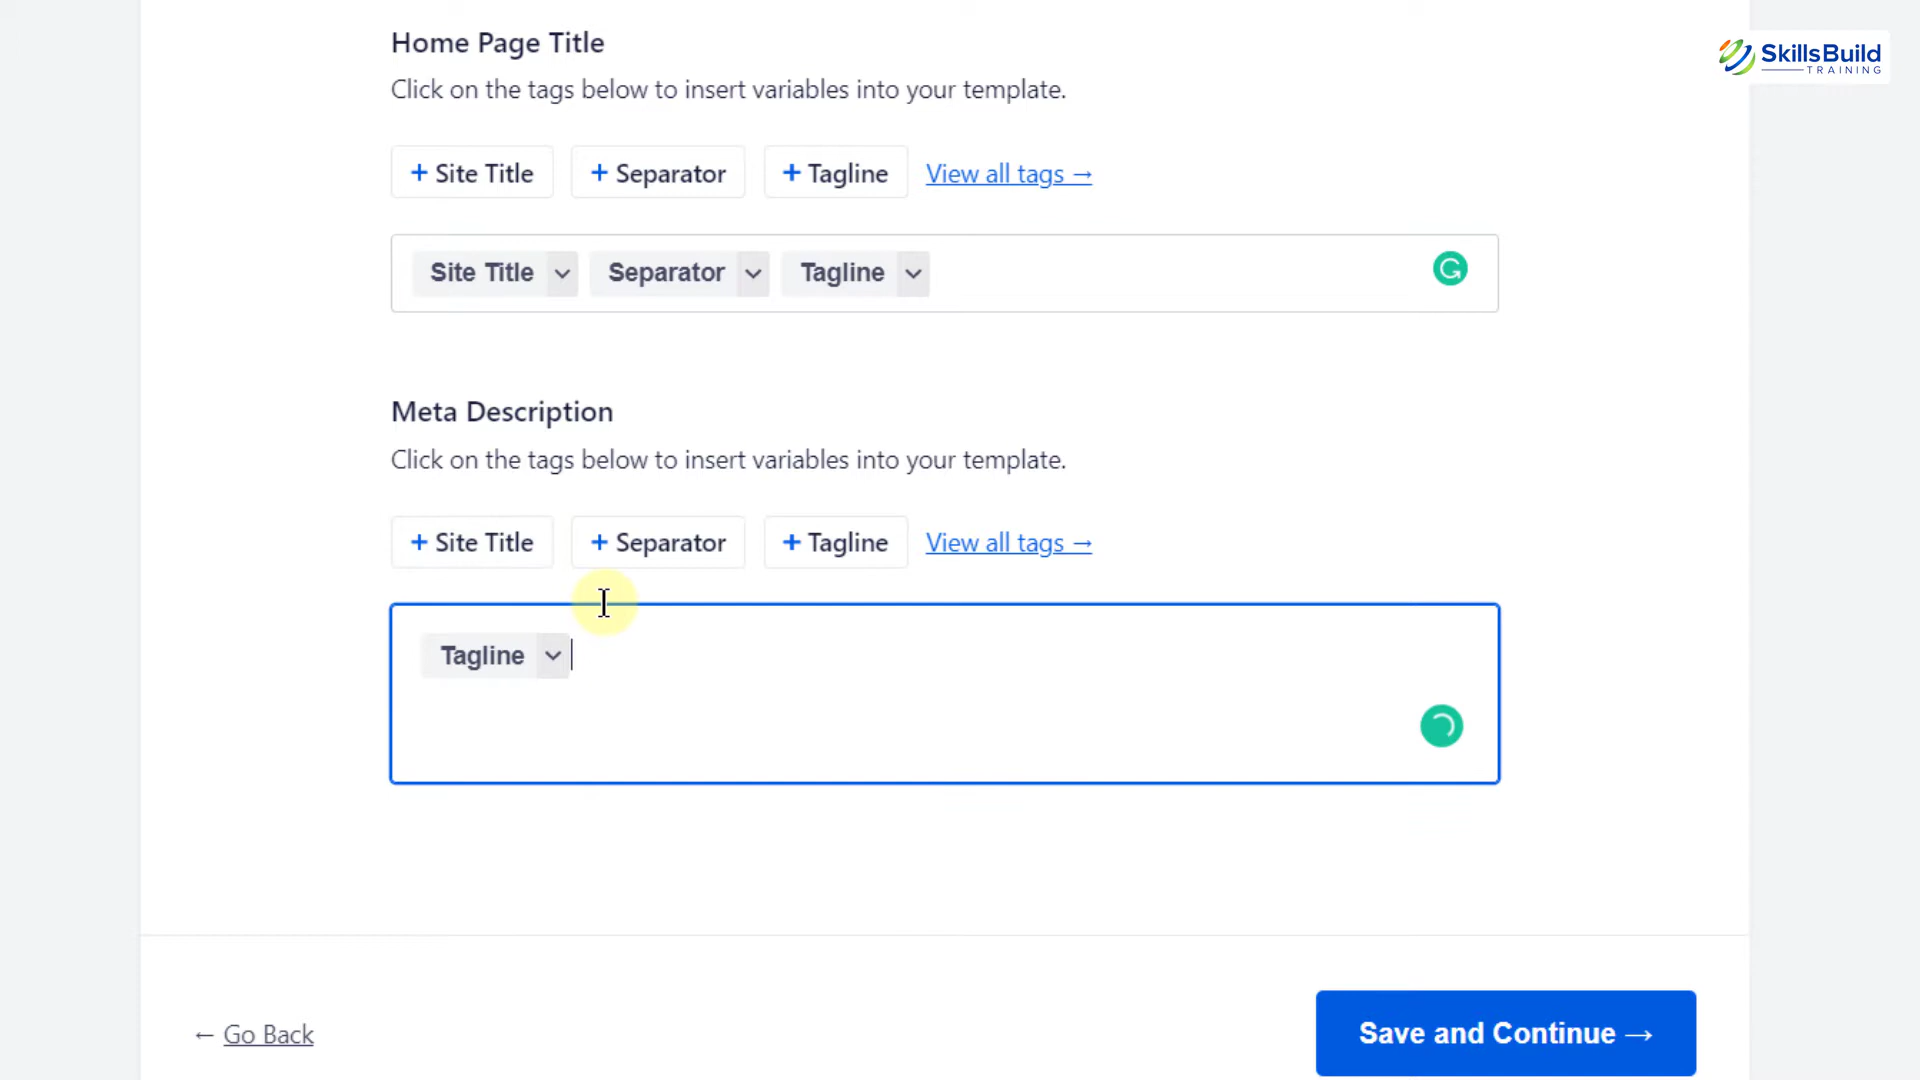 Home Page Title
SkillsBuild
TRAINING
Click on the tags below to insert variables into your template.
+ Site Title + Separator + Tagline View all tags →
Site Title Separator Tagline
Meta Description
Click on the tags below to insert variables into your template.
+ Site Title + Separator + Tagline View all tags →
Tagline
← Go Back Save and Continue →